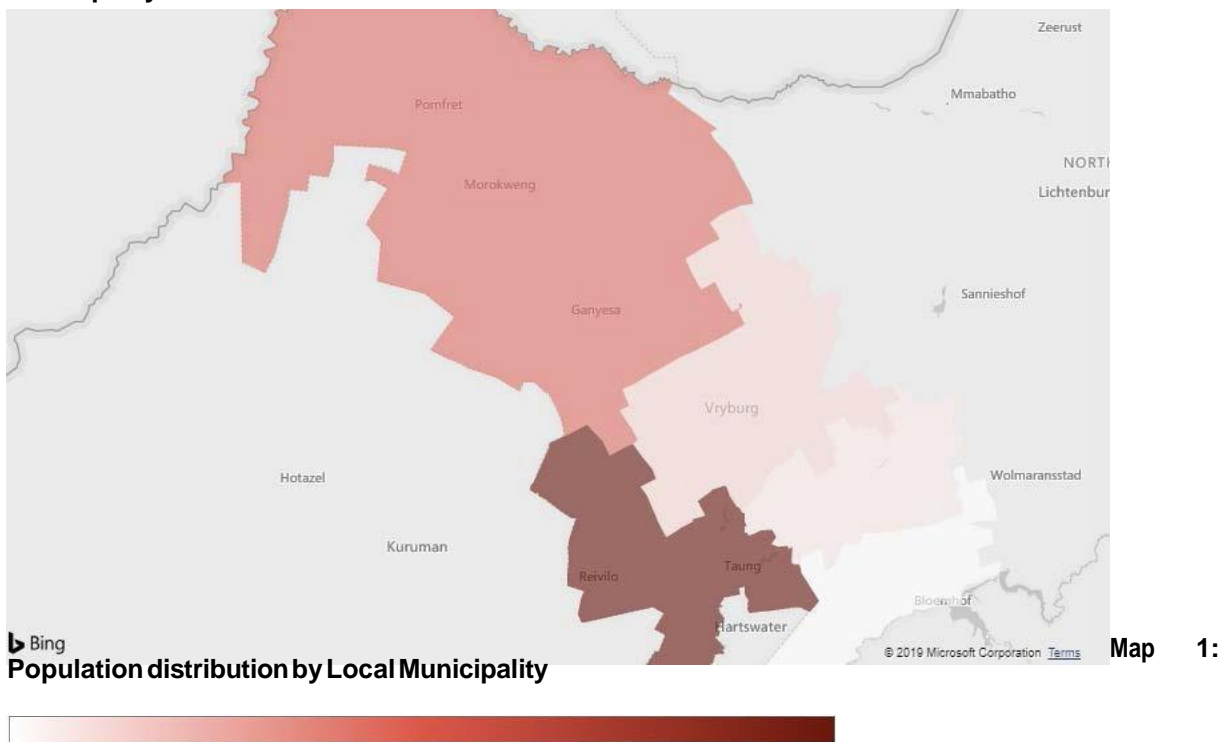 Zeerust
Pomfret
Mmabatho
NORTH
Morokweng
Lichtenbur
Sannieshof
Ganyesa
Vryburg
Hotazel
Wolmaransstad
Kuruman
Reivilo
Taung
Bloemhof
Hartswater
Bing
© 2019 Microsoft Corporation Terms
Map 1:
Population distribution by Local Municipality